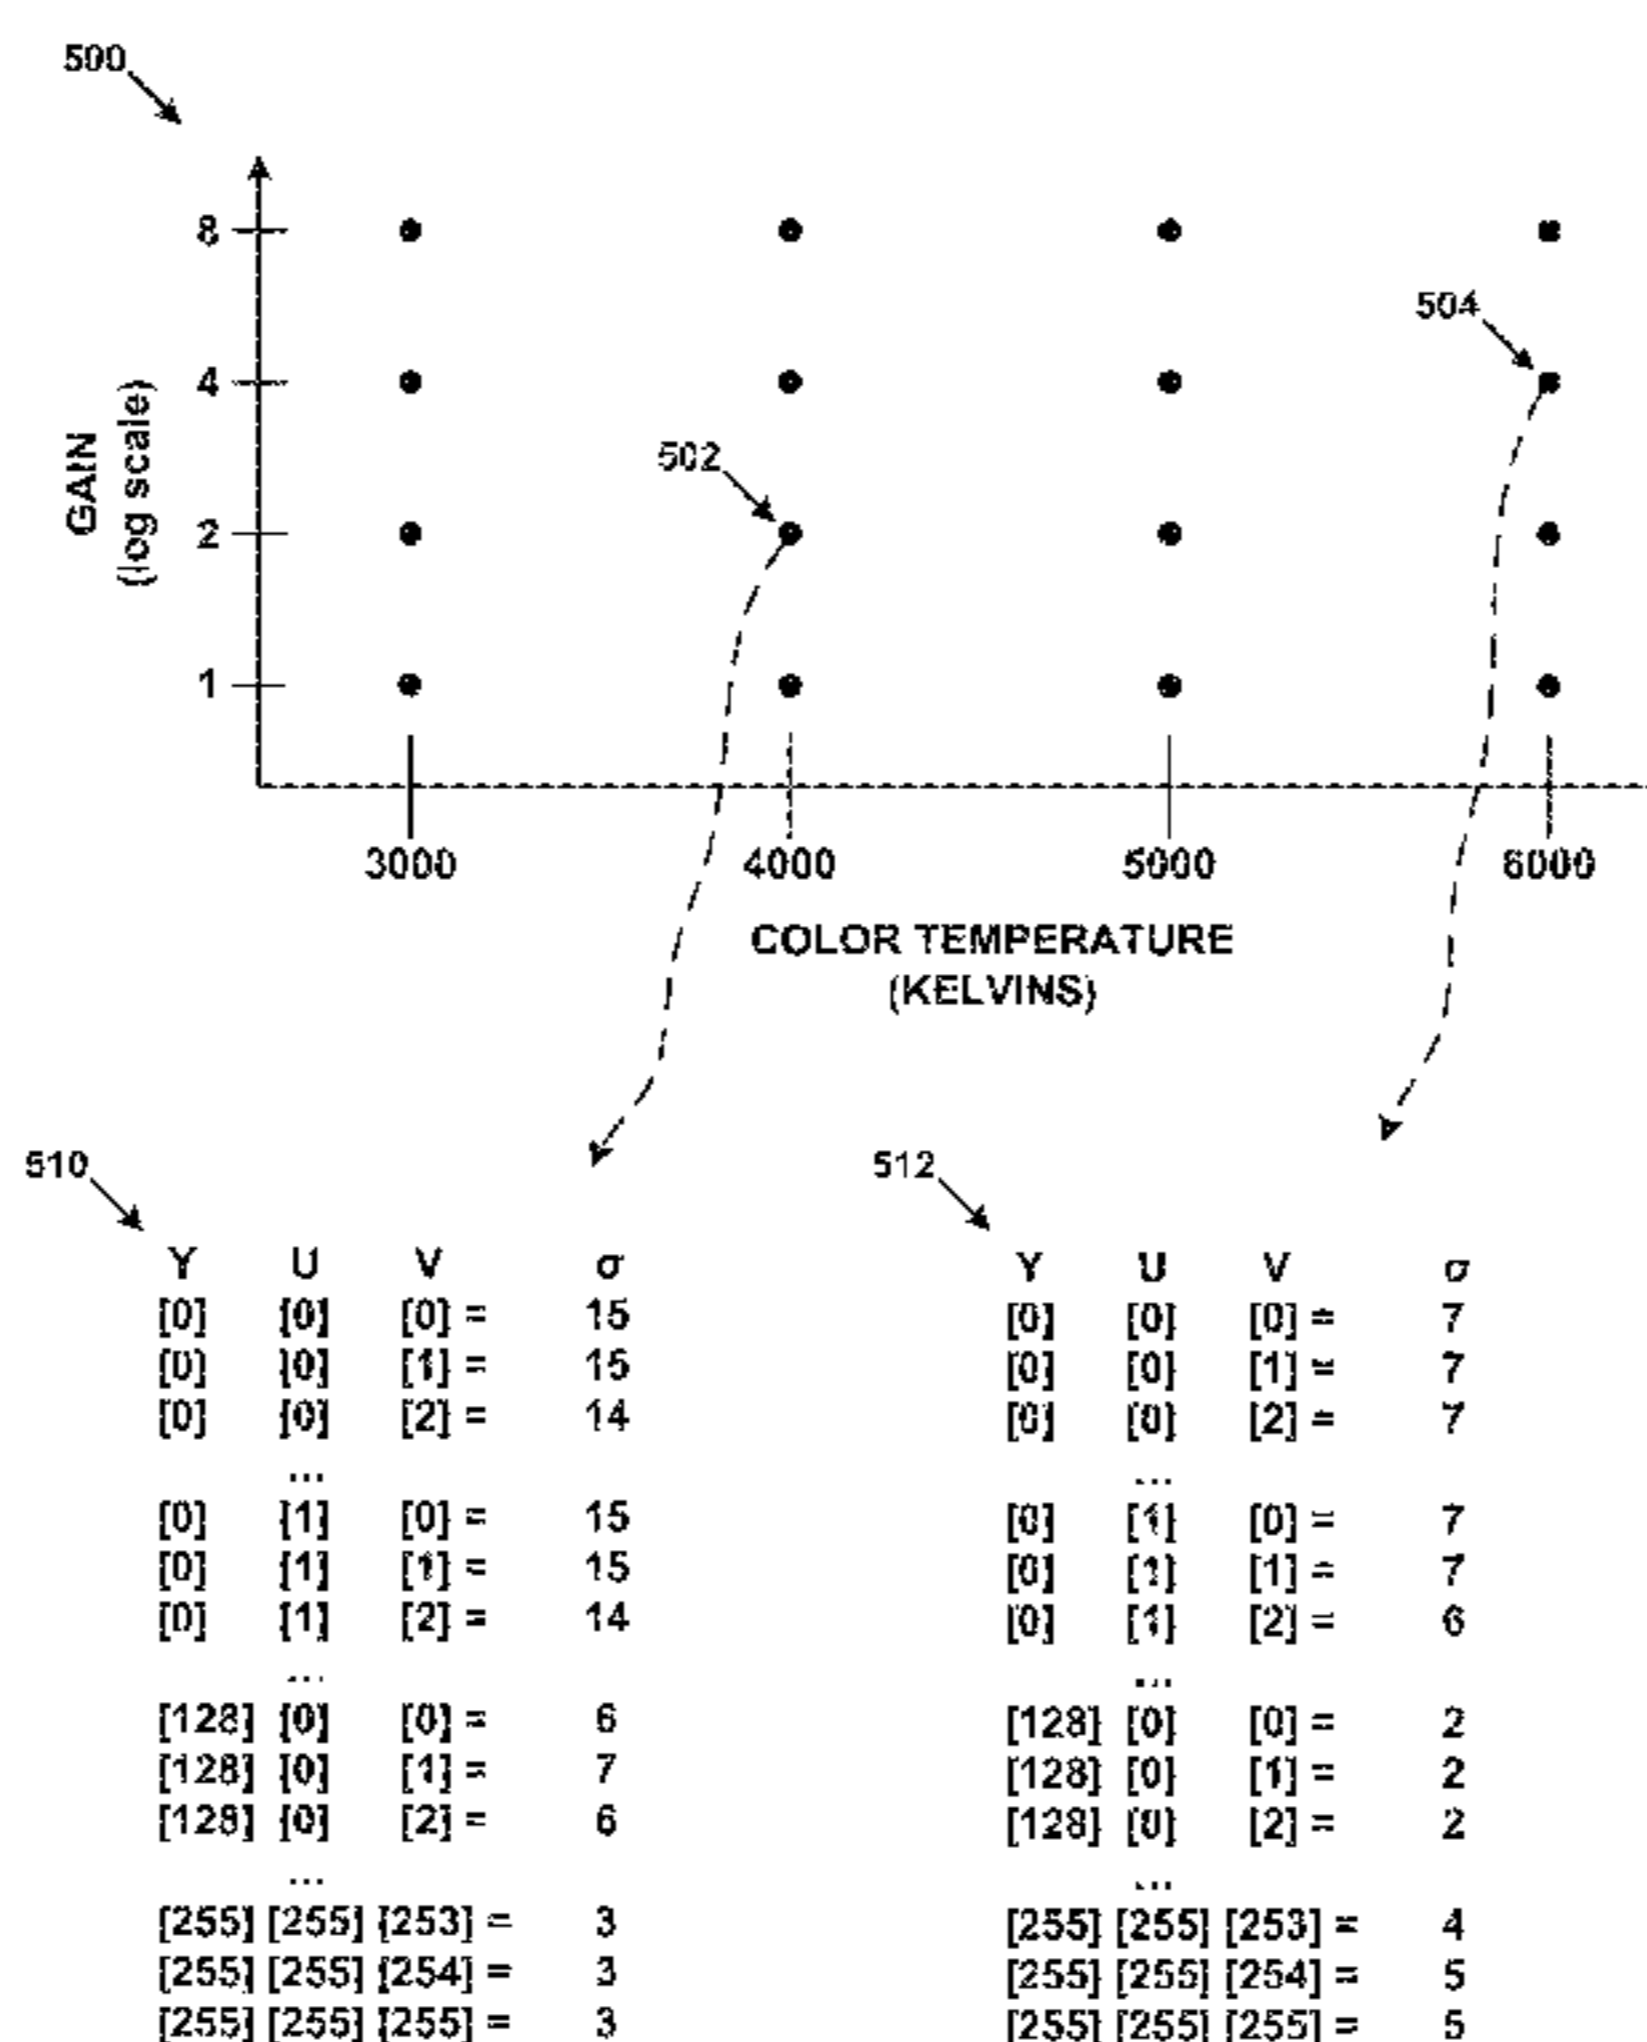 500
8
504
4
GAIN
(log scale)
502
2
1
3000 4000 5000 6000
COLOR TEMPERATURE
(KELVINS)
510
Y U V σ
[0] [0] [0] = 15
[0] [0] [1] = 15
[0] [0] [2] = 14
...
[0] [1] [0] = 15
[0] [1] [1] = 15
[0] [1] [2] = 14
...
[128] [0] [0] = 6
[128] [0] [1] = 7
[128] [0] [2] = 6
...
[255] [255] [253] = 3
[255] [255] [254] = 3
[255] [255] [255] = 3
512
Y U V σ
[0] [0] [0] = 7
[0] [0] [1] = 7
[0] [0] [2] = 7
...
[0] [1] [0] = 7
[0] [1] [1] = 7
[0] [1] [2] = 6
...
[128] [0] [0] = 2
[128] [0] [1] = 2
[128] [0] [2] = 2
...
[255] [255] [253] = 4
[255] [255] [254] = 5
[255] [255] [255] = 5